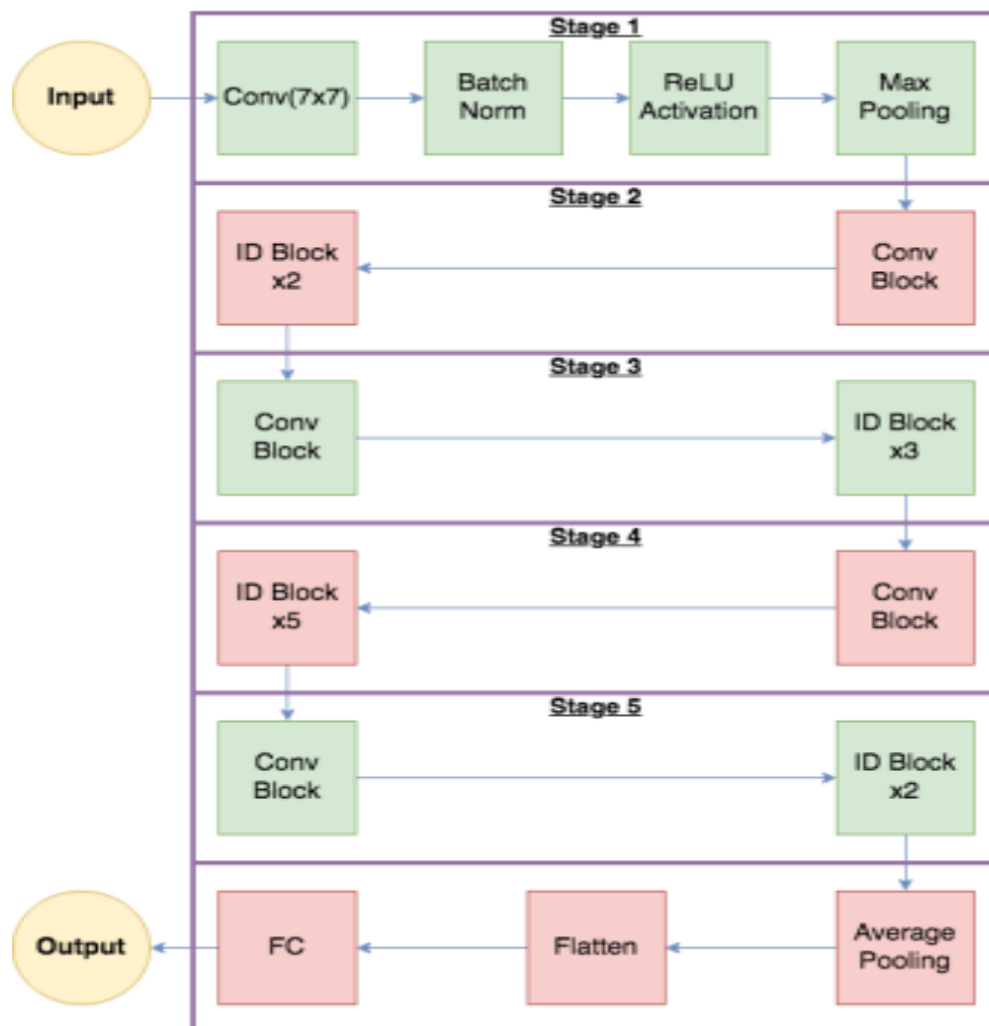 Stage 1
Input
Conv(7x7)
Batch
Norm
ReLU
Activation
Max
Pooling
Stage 2
ID Block
x2
Conv
Block
Stage 3
Conv
Block
ID Block
x3
Stage 4
ID Block
x5
Conv
Block
Stage 5
Conv
Block
ID Block
x2
Output
FC
Flatten
Average
Pooling